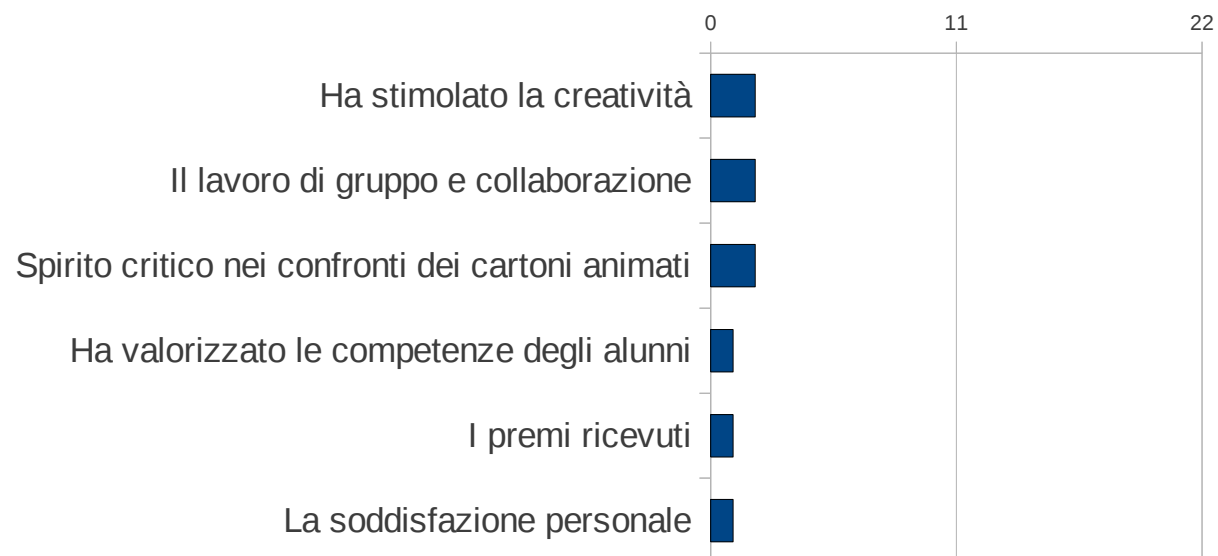 0 11 22
Ha stimolato la creatività
Il lavoro di gruppo e collaborazione
Spirito critico nei confronti dei cartoni animati
Ha valorizzato le competenze degli alunni
I premi ricevuti
La soddisfazione personale